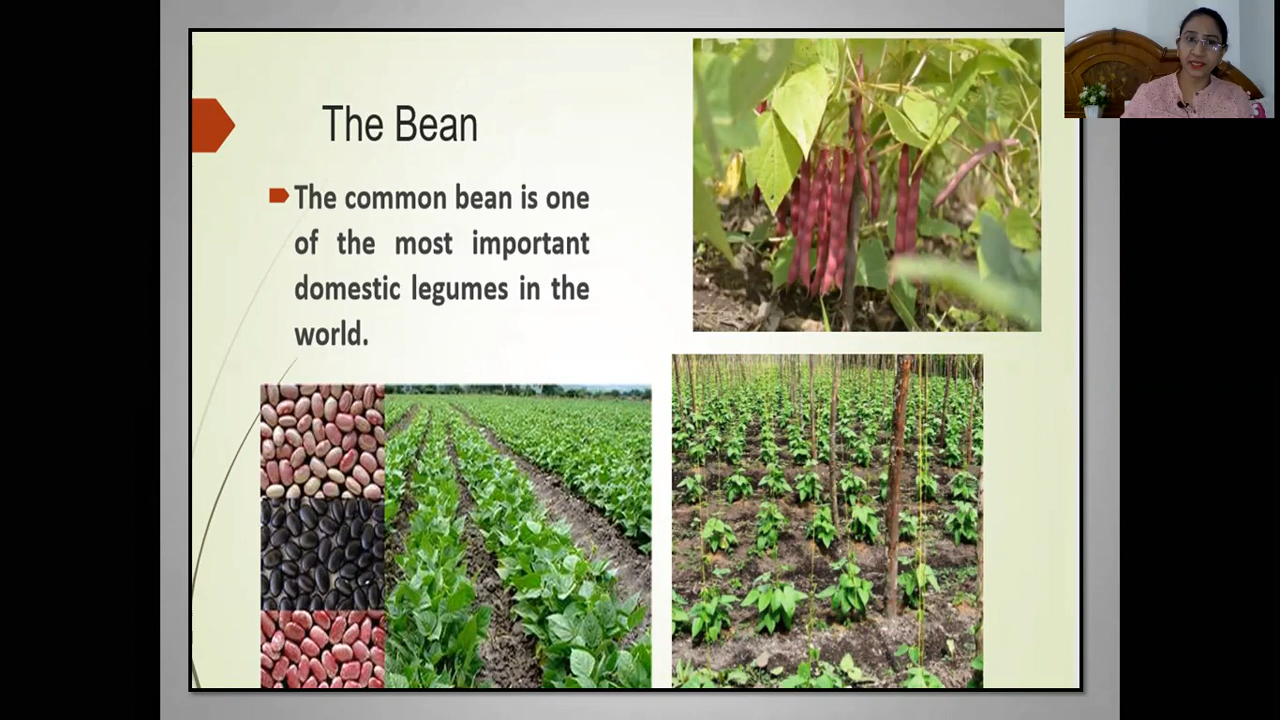 The Bean
The common bean is one
of the most important
domestic legumes in the
world.